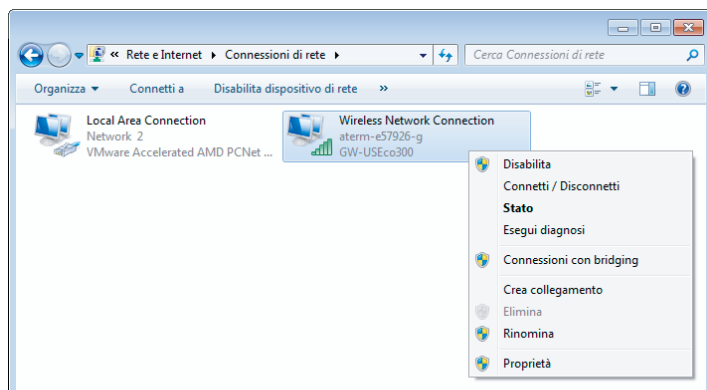 « Rete e Internet Connessioni di rete Cerca Connessioni di rete
Organizza Connetti a Disabilita dispositivo di rete »
Local Area Connection
Network 2
VMware Accelerated AMD PCNet ...
Wireless Network Connection
aterm-e57926-g
GW-USEco300
Disabilita
Connetti / Disconnetti
Stato
Esegui diagnosi
Connessioni con bridging
Crea collegamento
Elimina
Rinomina
Proprietà